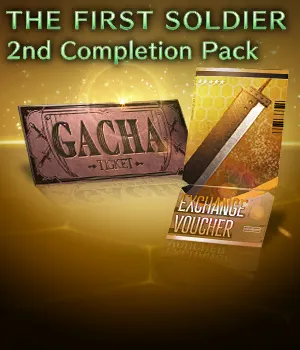 THE FIRST SOLDIER
2nd Completion Pack
GACHA
TICKET
EXCHANGE
VOUCHER